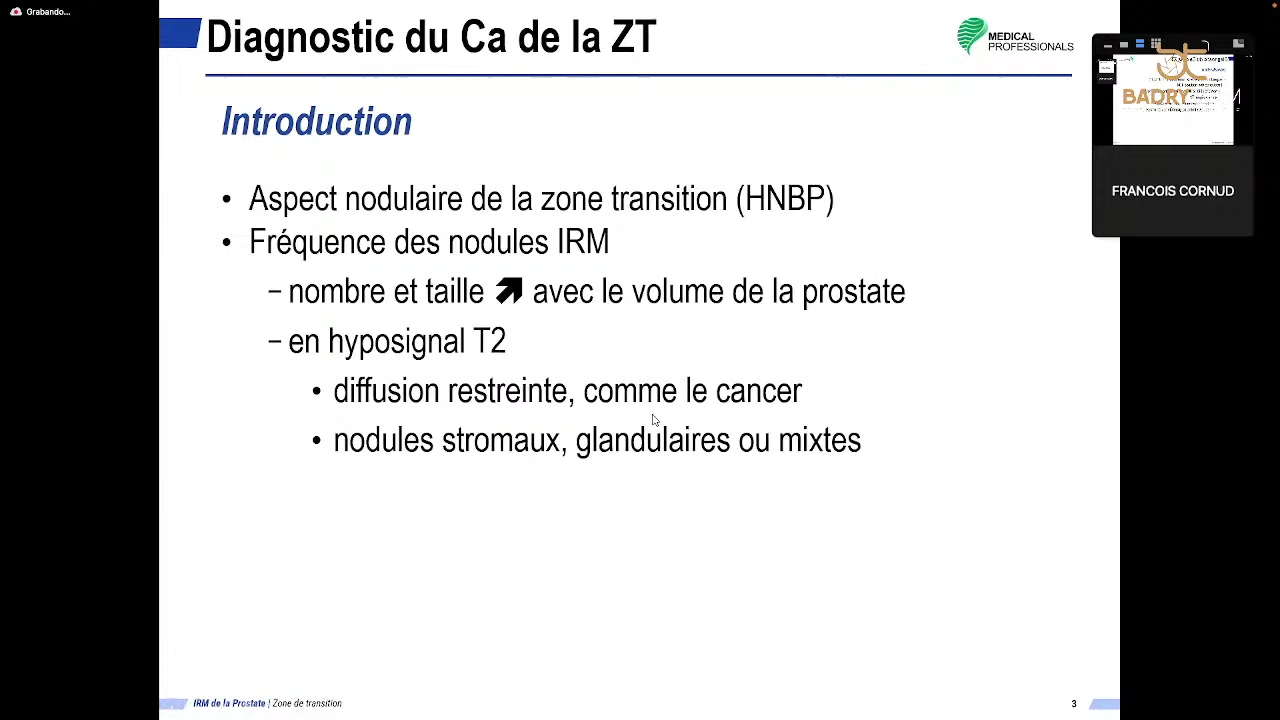 Grabando...
Diagnostic du Ca de la ZT
MEDICAL
PROFESSIONALS
Introduction
• Aspect nodulaire de la zone transition (HNBP)
• Fréquence des nodules IRM
– nombre et taille ⬈ avec le volume de la prostate
– en hyposignal T2
• diffusion restreinte, comme le cancer
• nodules stromaux, glandulaires ou mixtes
BADRY
FRANCOIS CORNUD
IRM de la Prostate | Zone de transition
3